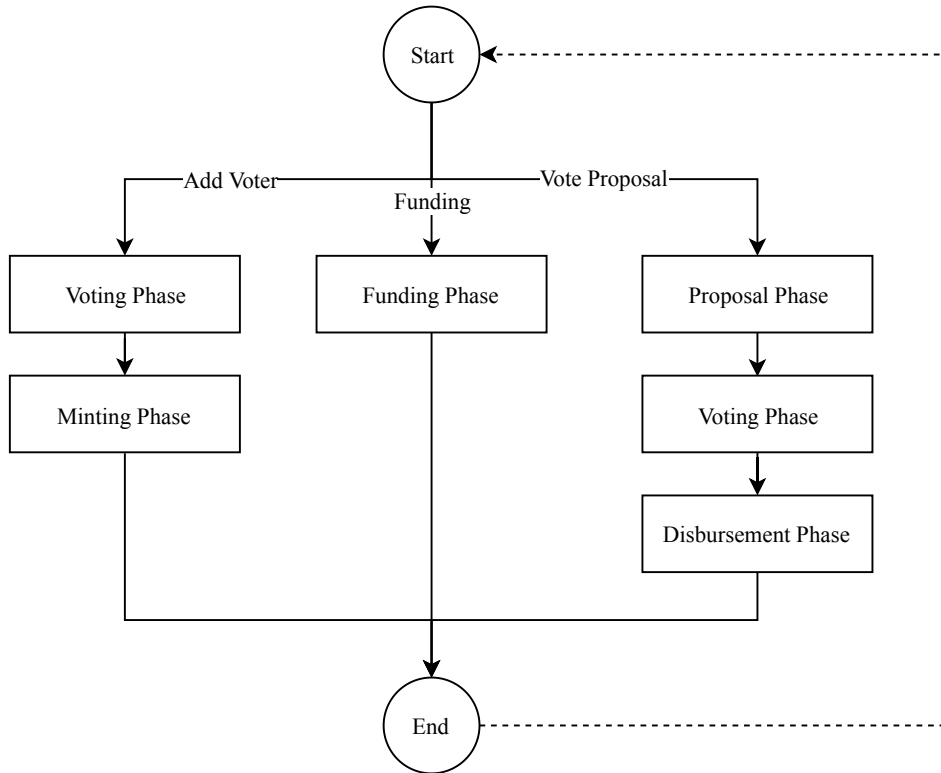 Start
Add Voter
Vote Proposal
Funding
Voting Phase
Funding Phase
Proposal Phase
Minting Phase
Voting Phase
Disbursement Phase
End